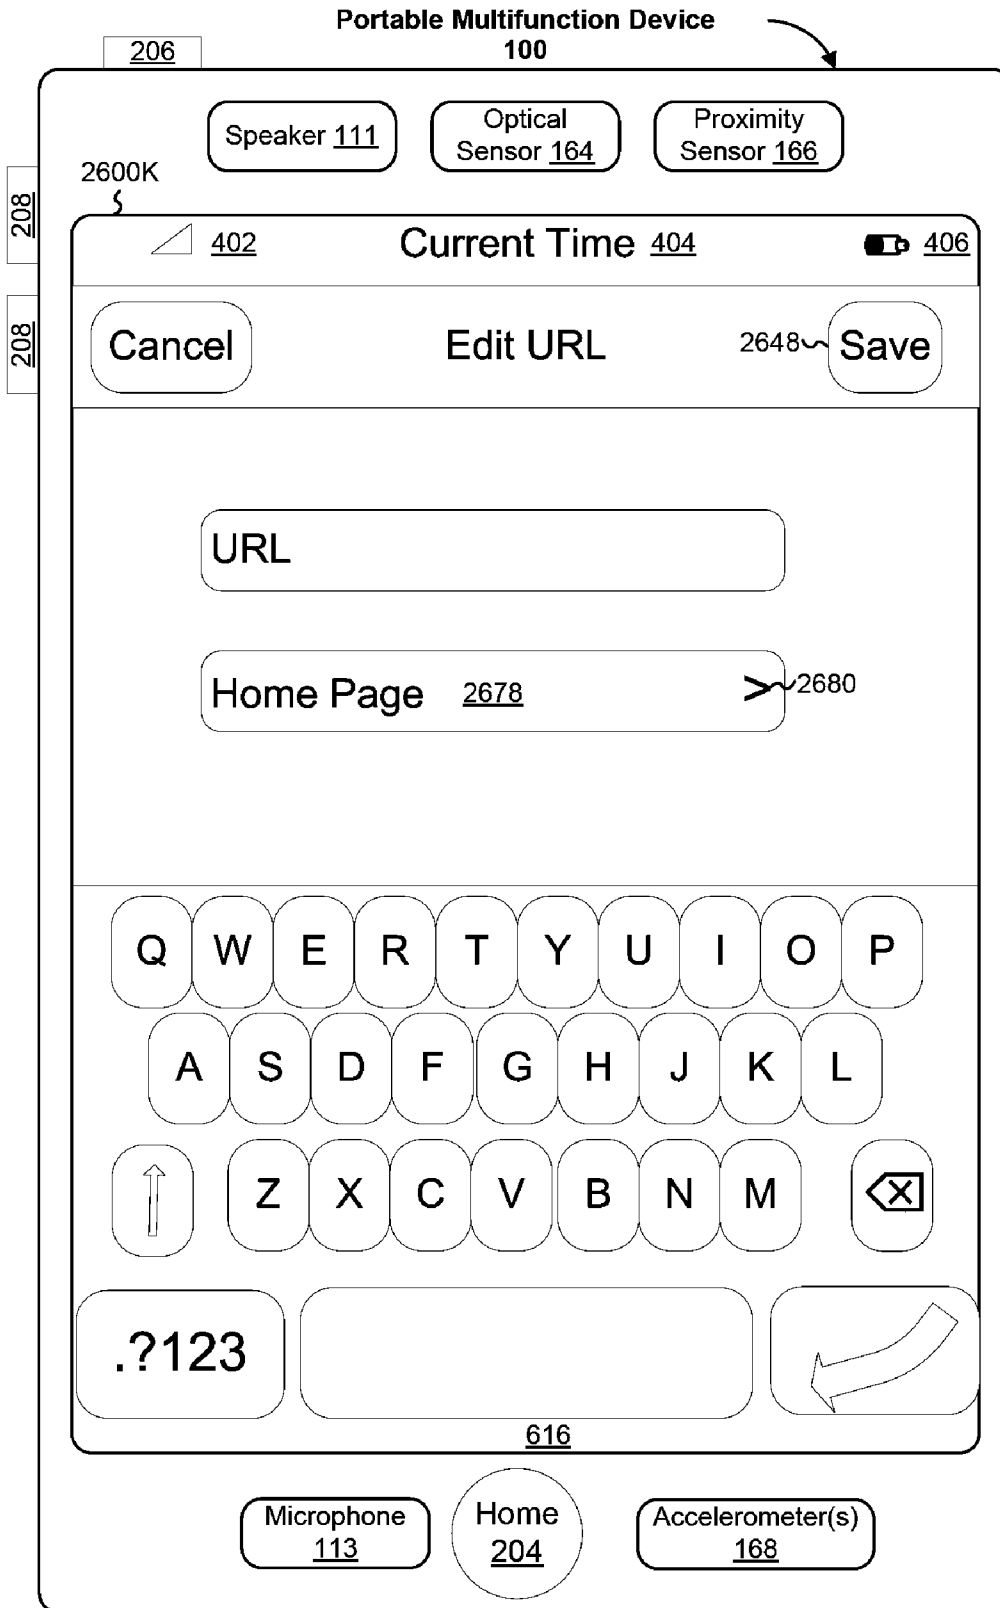 Portable Multifunction Device
100
206
Speaker 111
Optical
Sensor 164
Proximity
Sensor 166
2600K
208
402
Current Time 404
406
208
Cancel
Edit URL
2648
Save
URL
Home Page 2678
>
2680
Q W E R T Y U I O P
A S D F G H J K L
Z X C V B N M
.?123
616
Microphone
113
Home
204
Accelerometer(s)
168